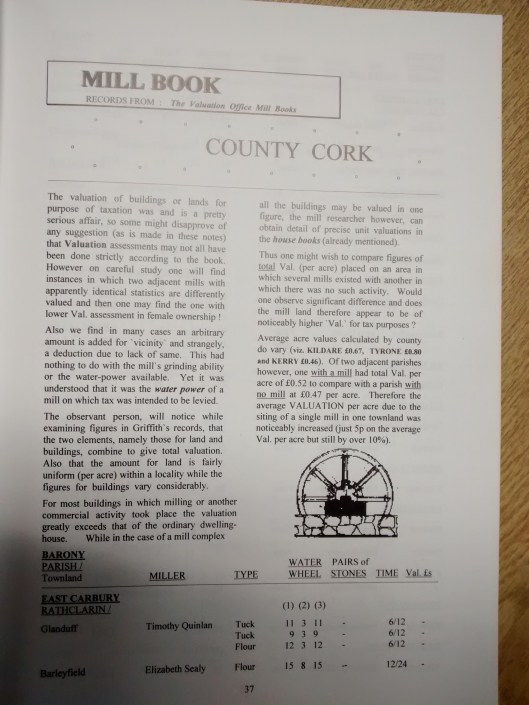 MILL BOOK
RECORDS FROM : The Valuation Office Mill Books
COUNTY CORK
The valuation of buildings or lands for
purpose of taxation was and is a pretty
serious affair, so some might disapprove of
any suggestion (as is made in these notes)
that Valuation assessments may not all have
been done strictly according to the book.
However on careful study one will find
instances in which two adjacent mills with
apparently identical statistics are differently
valued and then one may find the one with
lower Val. assessment in female ownership !
Also we find in many cases an arbitrary
amount is added for `vicinity' and strangely,
a deduction due to lack of same. This had
nothing to do with the mill's grinding ability
or the water-power available. Yet it was
understood that it was the water power of a
mill on which tax was intended to be levied.
The observant person, will notice while
examining figures in Griffith's records, that
the two elements, namely those for land and
buildings, combine to give total valuation.
Also that the amount for land is fairly
uniform (per acre) within a locality while the
figures for buildings vary considerably.
For most buildings in which milling or another
commercial activity took place the valuation
greatly exceeds that of the ordinary dwelling-
house. While in the case of a mill complex
all the buildings may be valued in one
figure, the mill researcher however, can
obtain detail of precise unit valuations in
the house books (already mentioned).
Thus one might wish to compare figures of
total Val. (per acre) placed on an area in
which several mills existed with another in
which there was no such activity. Would
one observe significant difference and does
the mill land therefore appear to be of
noticeably higher `Val.' for tax purposes ?
Average acre values calculated by county
do vary (viz. KILDARE £0.67, TYRONE £0.80
and KERRY £0.46). Of two adjacent parishes
however, one with a mill had total Val. per
acre of £0.52 to compare with a parish with
no mill at £0.47 per acre. Therefore the
average VALUATION per acre due to the
siting of a single mill in one townland was
noticeably increased (just 5p on the average
Val. per acre but still by over 10%).
BARONY
PARISH /
Townland MILLER TYPE WATER WHEEL PAIRS of STONES TIME Val. £s
EAST CARBURY
RATHCLARIN / (1) (2) (3)
Glanduff Timothy Quinlan Tuck 11 3 11 - 6/12 -
Tuck 9 3 9 - 6/12 -
Flour 12 3 12 - 6/12 -
Barleyfield Elizabeth Sealy Flour 15 8 15 -- 12/24 -
37